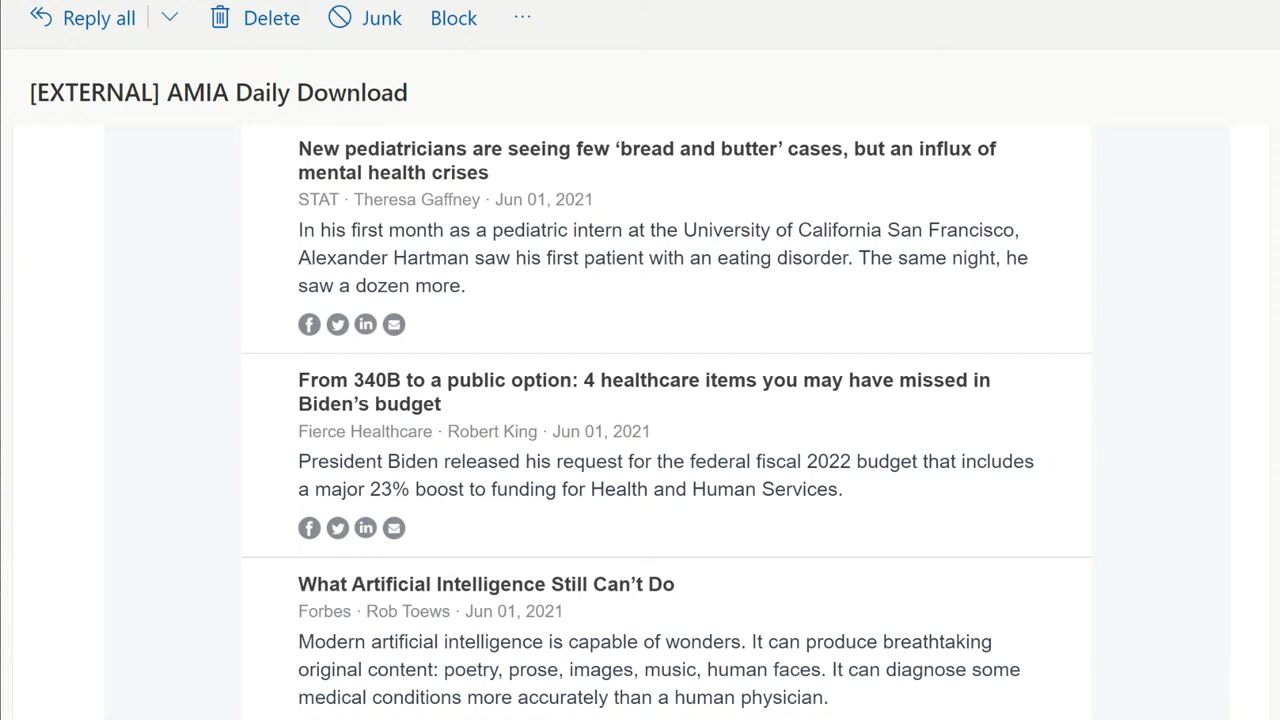 Reply all
Delete
Junk
Block
[EXTERNAL] AMIA Daily Download
New pediatricians are seeing few ‘bread and butter’ cases, but an influx of
mental health crises
STAT · Theresa Gaffney · Jun 01, 2021
In his first month as a pediatric intern at the University of California San Francisco,
Alexander Hartman saw his first patient with an eating disorder. The same night, he
saw a dozen more.
From 340B to a public option: 4 healthcare items you may have missed in
Biden’s budget
Fierce Healthcare · Robert King · Jun 01, 2021
President Biden released his request for the federal fiscal 2022 budget that includes
a major 23% boost to funding for Health and Human Services.
What Artificial Intelligence Still Can’t Do
Forbes · Rob Toews · Jun 01, 2021
Modern artificial intelligence is capable of wonders. It can produce breathtaking
original content: poetry, prose, images, music, human faces. It can diagnose some
medical conditions more accurately than a human physician.